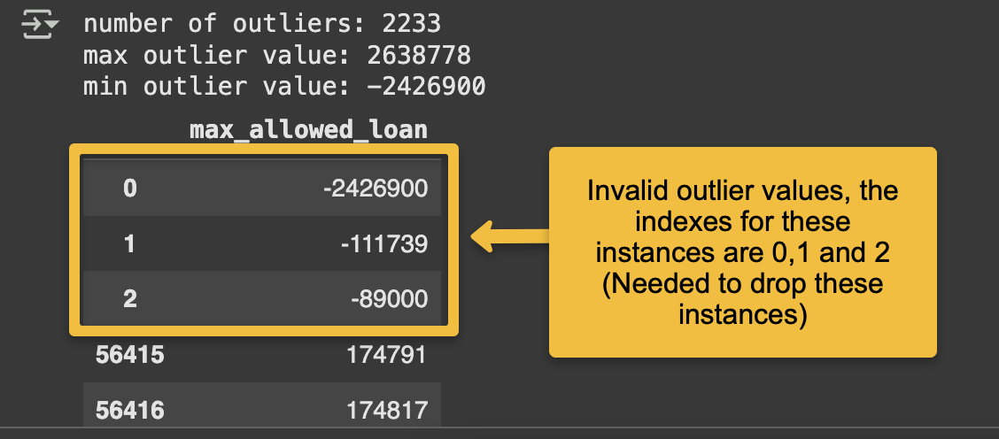 number of outliers: 2233
max outlier value: 2638778
min outlier value: -2426900
max_allowed_loan
0 -2426900
1 -111739
2 -89000
56415 174791
56416 174817
Invalid outlier values, the
indexes for these
instances are 0,1 and 2
(Needed to drop these
instances)